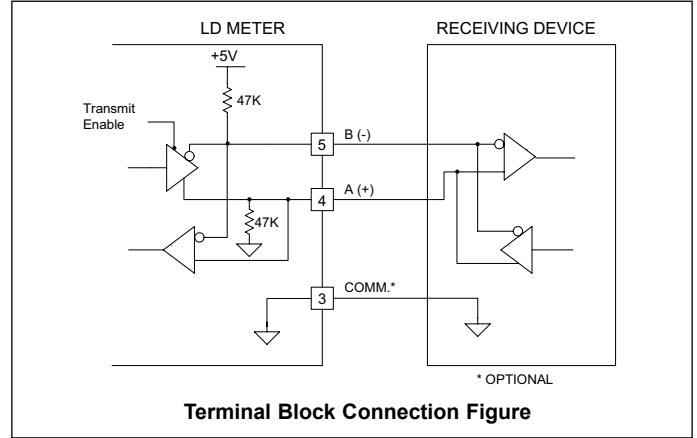 LD METER
RECEIVING DEVICE
+5V
47K
Transmit
Enable
5
B (-)
4
A (+)
47K
3
COMM.*
* OPTIONAL
Terminal Block Connection Figure